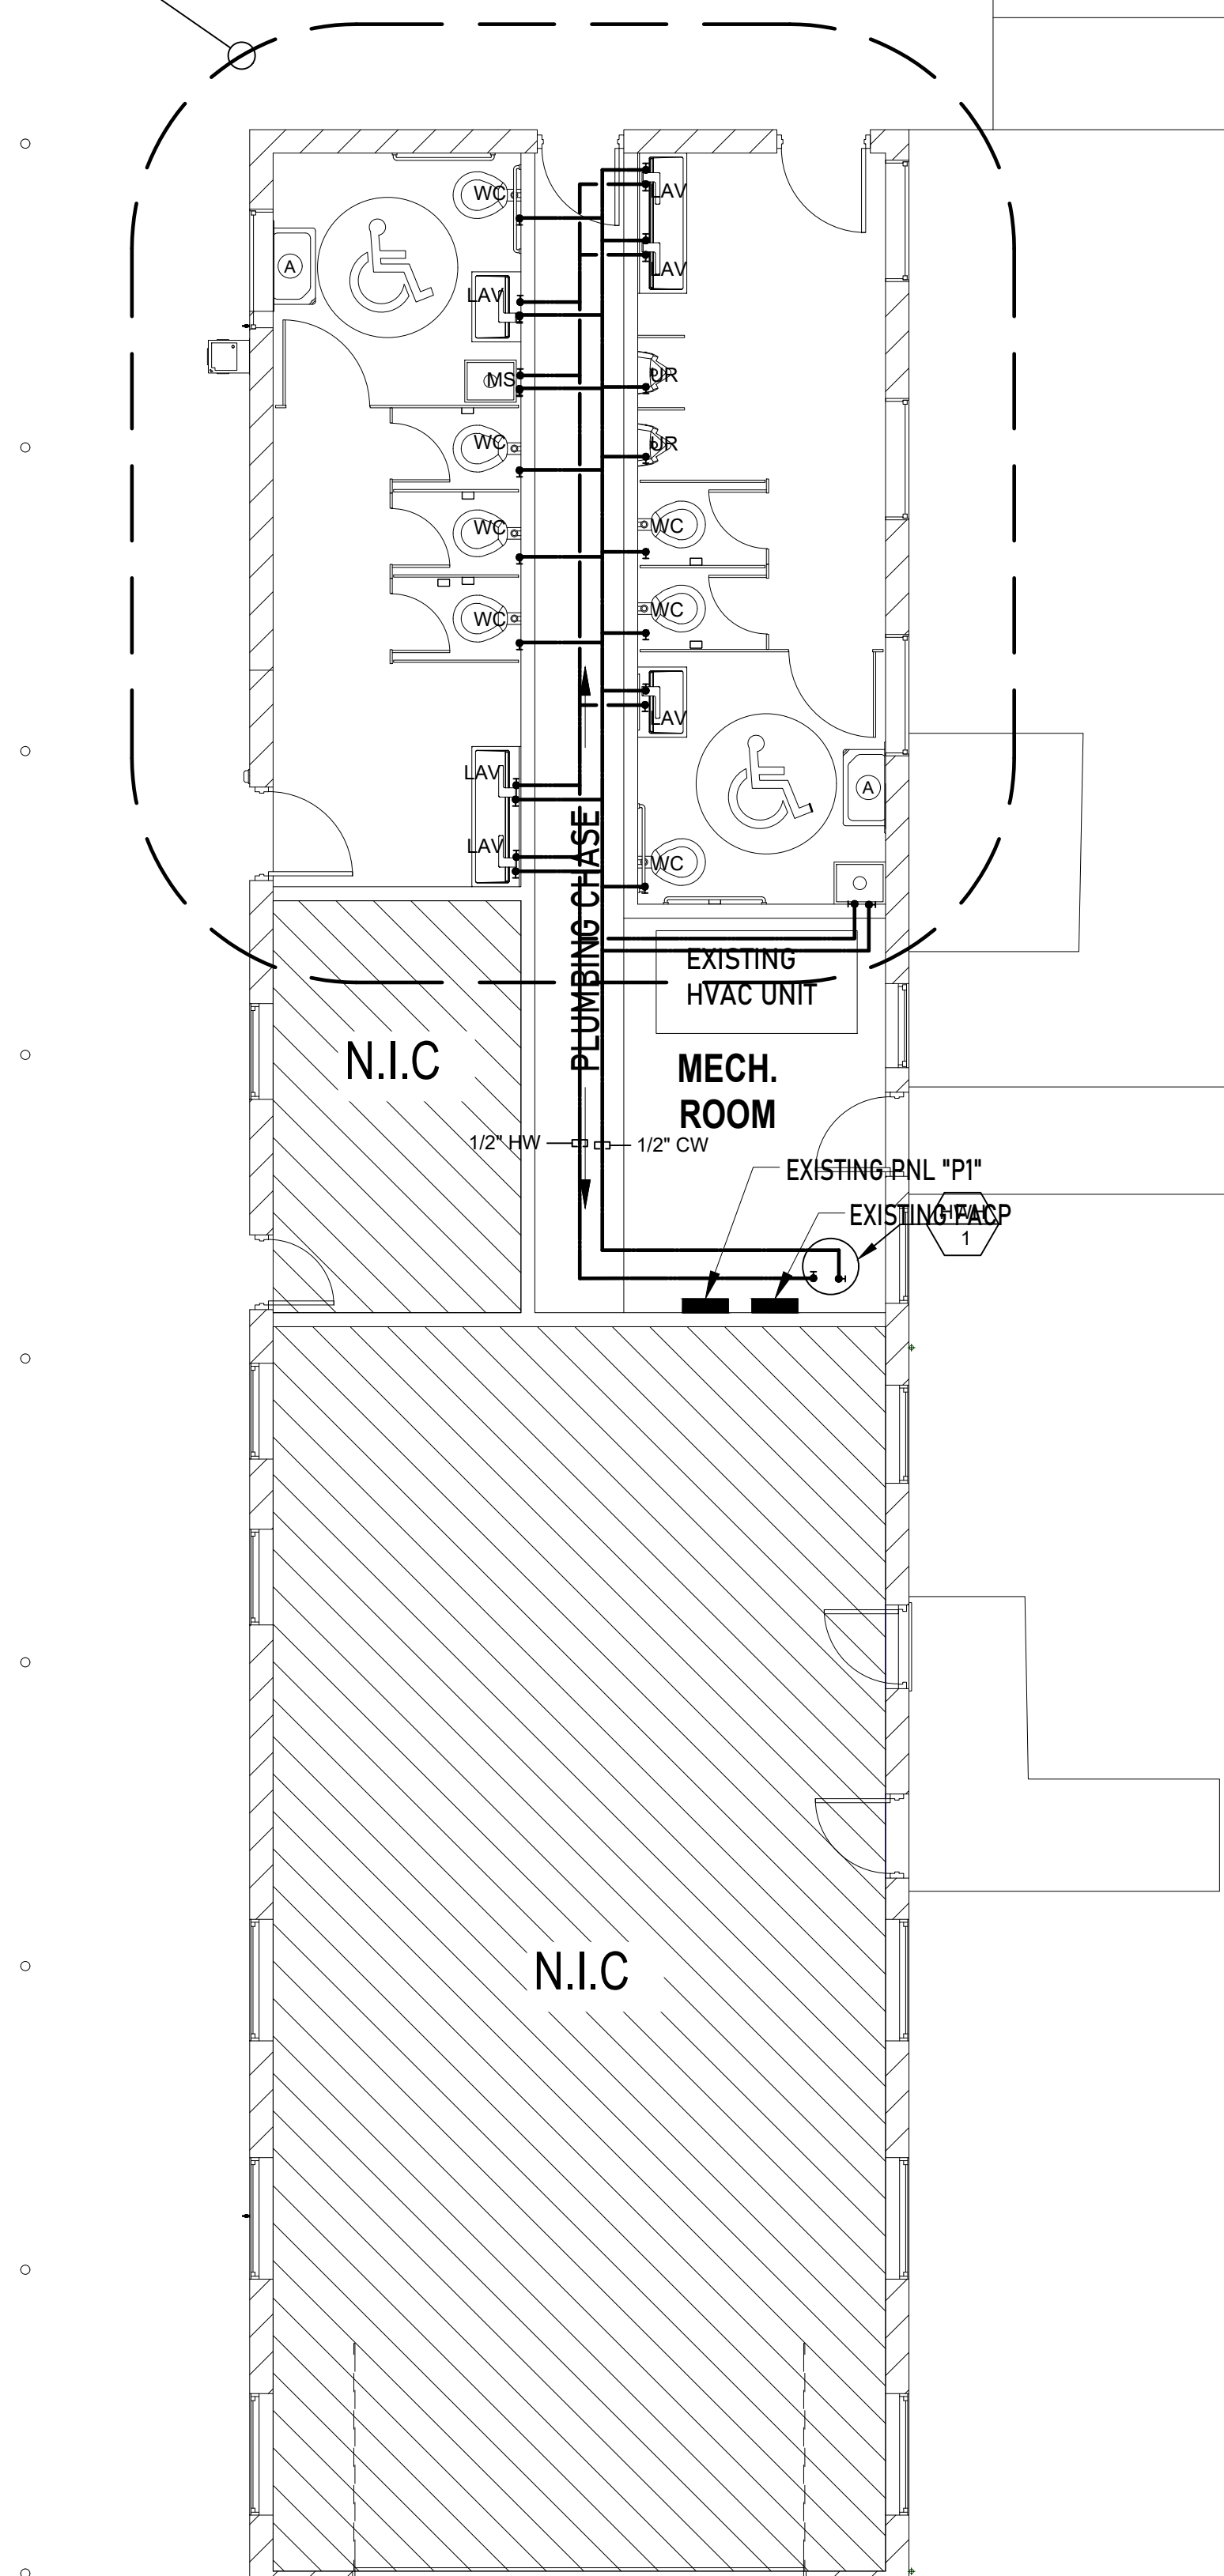 WC
LAV
LAV
A
LAV
MS
UR
WC
UR
WC
WC
WC
WC
LAV
LAV
A
LAV
WC
PLUMBING CHASE
EXISTING
HVAC UNIT
N.I.C
MECH.
ROOM
1/2" HW
1/2" CW
EXISTING PNL "P1"
EXISTING FACP
HWH
1
N.I.C